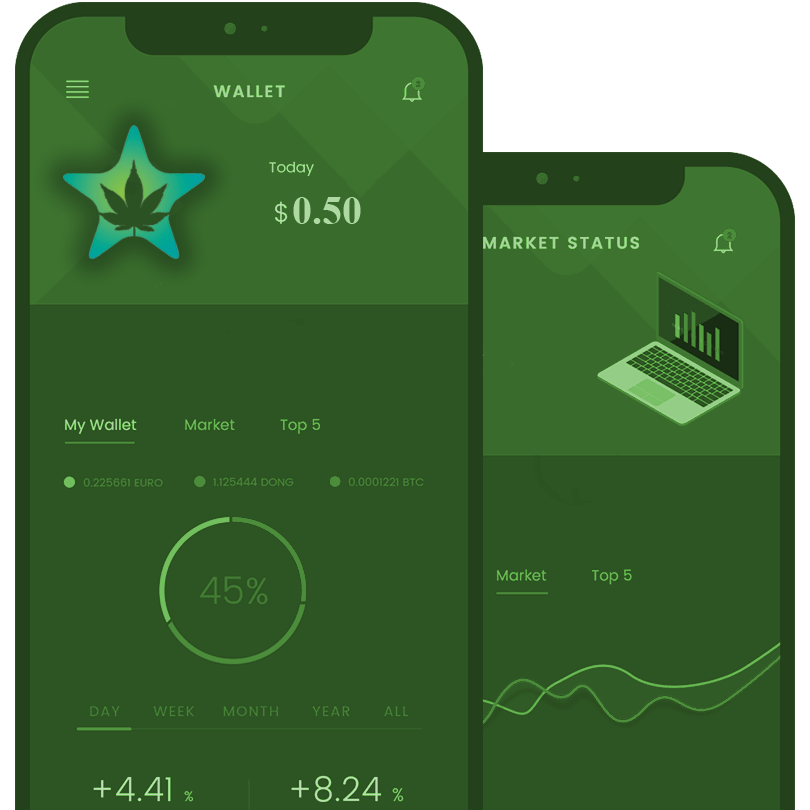 WALLET
Today
$0.50
My Wallet Market Top 5
0.225661 EURO 1.125444 DONG 0.0001221 BTC
45%
DAY WEEK MONTH YEAR ALL
+4.41 % +8.24 %
MARKET STATUS
Market Top 5